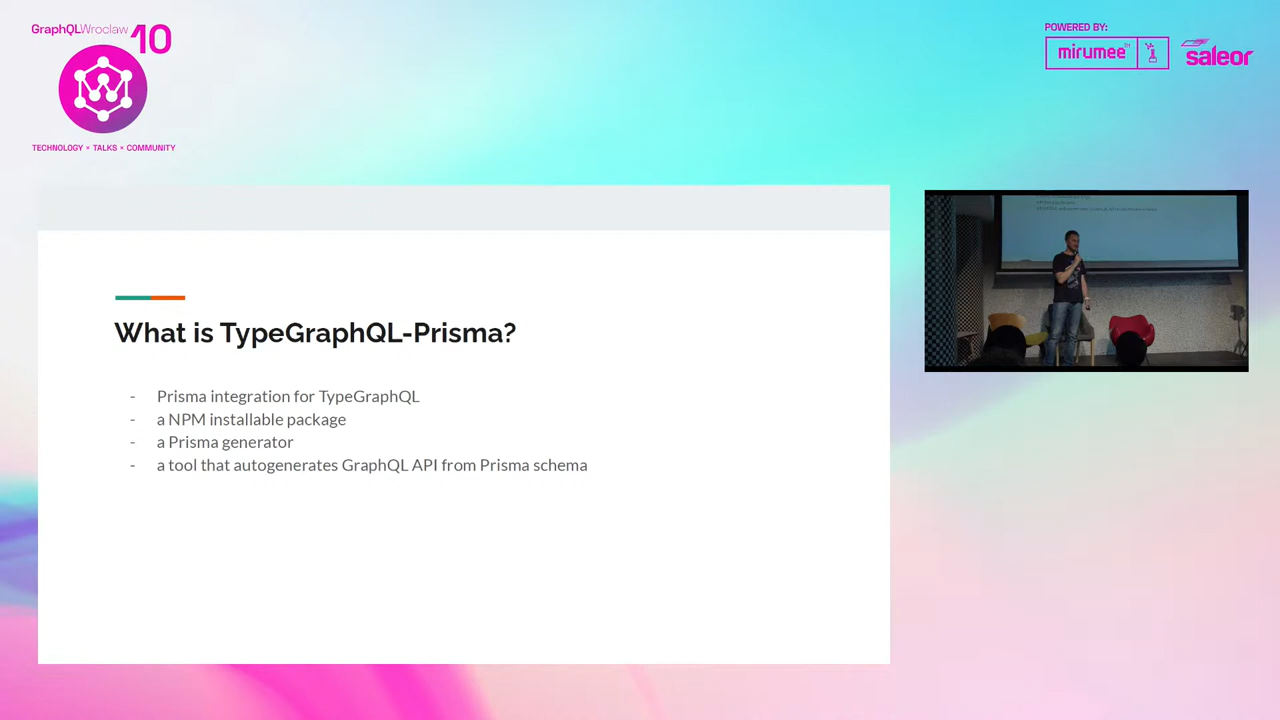 GraphQLWroclaw 10
TECHNOLOGY × TALKS × COMMUNITY
POWERED BY:
mirumee
saleor
What is TypeGraphQL-Prisma?
- Prisma integration for TypeGraphQL
- a NPM installable package
- a Prisma generator
- a tool that autogenerates GraphQL API from Prisma schema